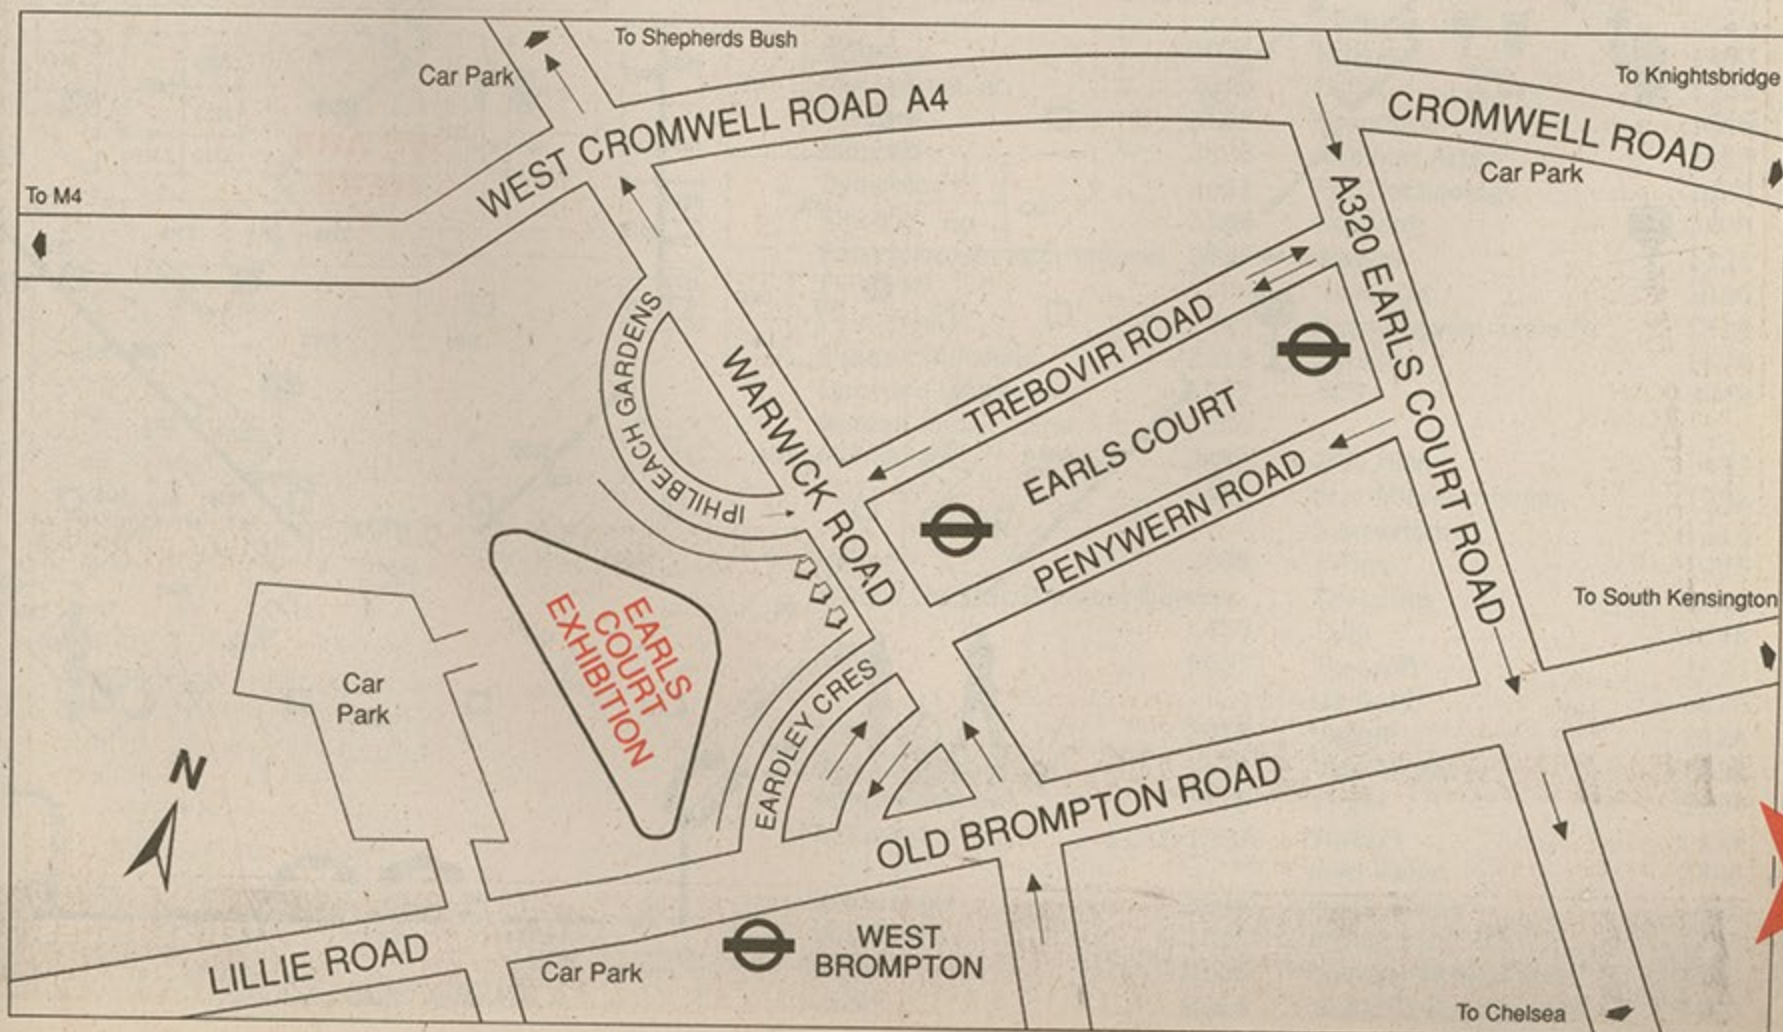 To Shepherds Bush
Car Park
To Knightsbridge
WEST CROMWELL ROAD A4
CROMWELL ROAD
Car Park
To M4
A320 EARLS COURT ROAD
TREBOVIR ROAD
IPHILBEACH GARDENS
WARWICK ROAD
EARLS COURT
PENYWERN ROAD
To South Kensington
EARLS
COURT
EXHIBITION
Car
Park
EARDLEY CRES
N
OLD BROMPTON ROAD
LILLIE ROAD
Car Park
WEST
BROMPTON
To Chelsea